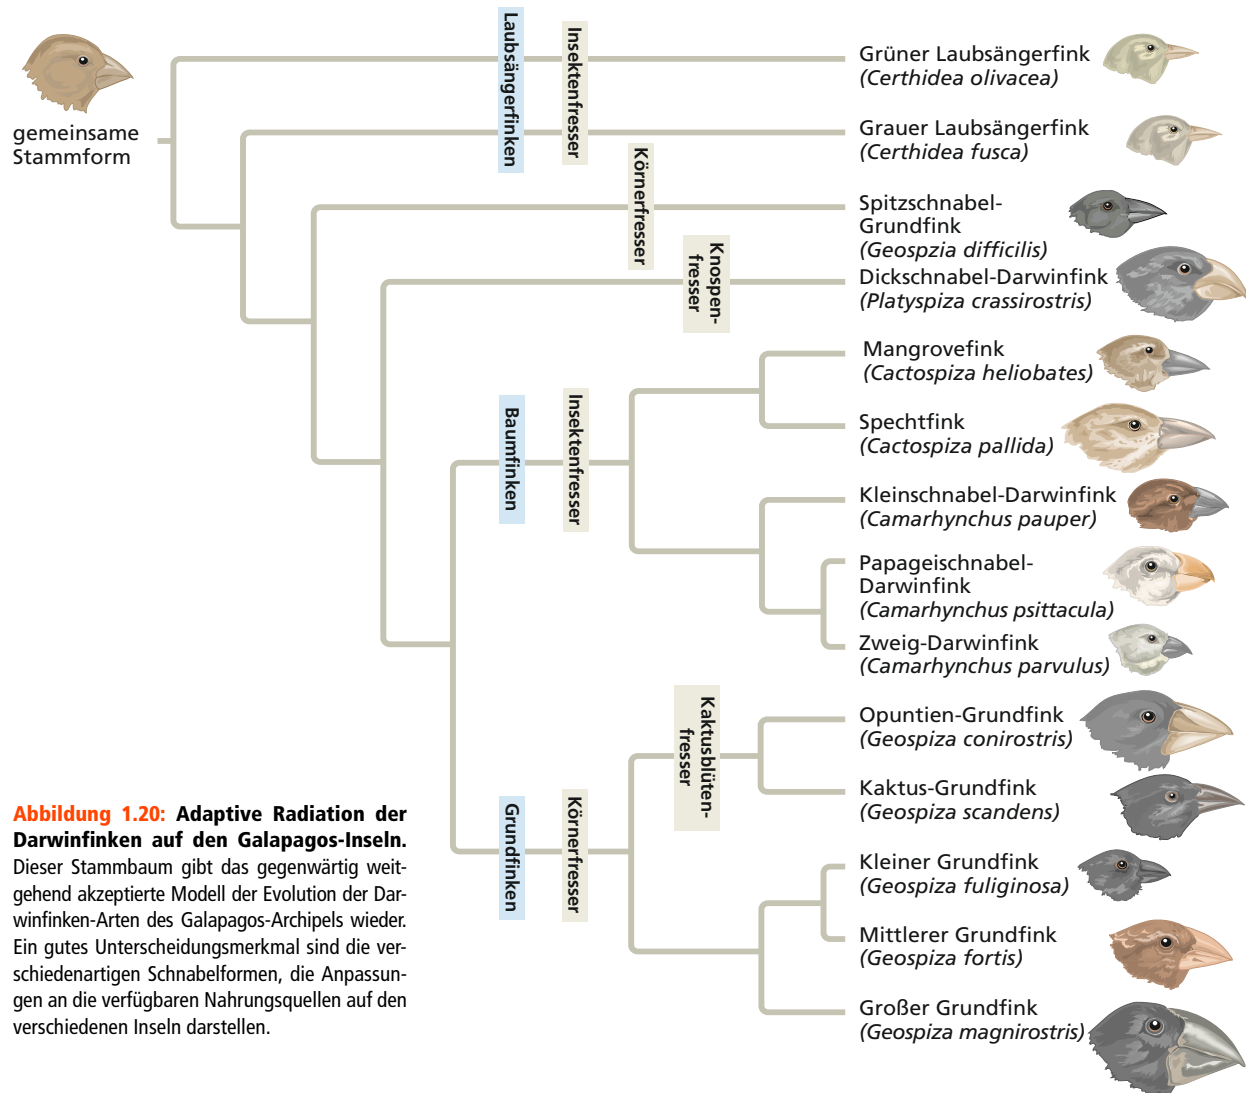 gemeinsame
Stammform
Laubsängerfinken
Insektenfresser
Körnerfresser
Knospen-
fresser
Baumfinken
Insektenfresser
Kaktusblüten-
fresser
Grundfinken
Körnerfresser
Grüner Laubsängerfink
(Certhidea olivacea)
Grauer Laubsängerfink
(Certhidea fusca)
Spitzschnabel-
Grundfink
(Geospzia difficilis)
Dickschnabel-Darwinfink
(Platyspiza crassirostris)
Mangrovefink
(Cactospiza heliobates)
Spechtfink
(Cactospiza pallida)
Kleinschnabel-Darwinfink
(Camarhynchus pauper)
Papageischnabel-
Darwinfink
(Camarhynchus psittacula)
Zweig-Darwinfink
(Camarhynchus parvulus)
Opuntien-Grundfink
(Geospiza conirostris)
Kaktus-Grundfink
(Geospiza scandens)
Kleiner Grundfink
(Geospiza fuliginosa)
Mittlerer Grundfink
(Geospiza fortis)
Großer Grundfink
(Geospiza magnirostris)
Abbildung 1.20: Adaptive Radiation der
Darwinfinken auf den Galapagos-Inseln.
Dieser Stammbaum gibt das gegenwärtig weit-
gehend akzeptierte Modell der Evolution der Dar-
winfinken-Arten des Galapagos-Archipels wieder.
Ein gutes Unterscheidungsmerkmal sind die ver-
schiedenartigen Schnabelformen, die Anpassun-
gen an die verfügbaren Nahrungsquellen auf den
verschiedenen Inseln darstellen.